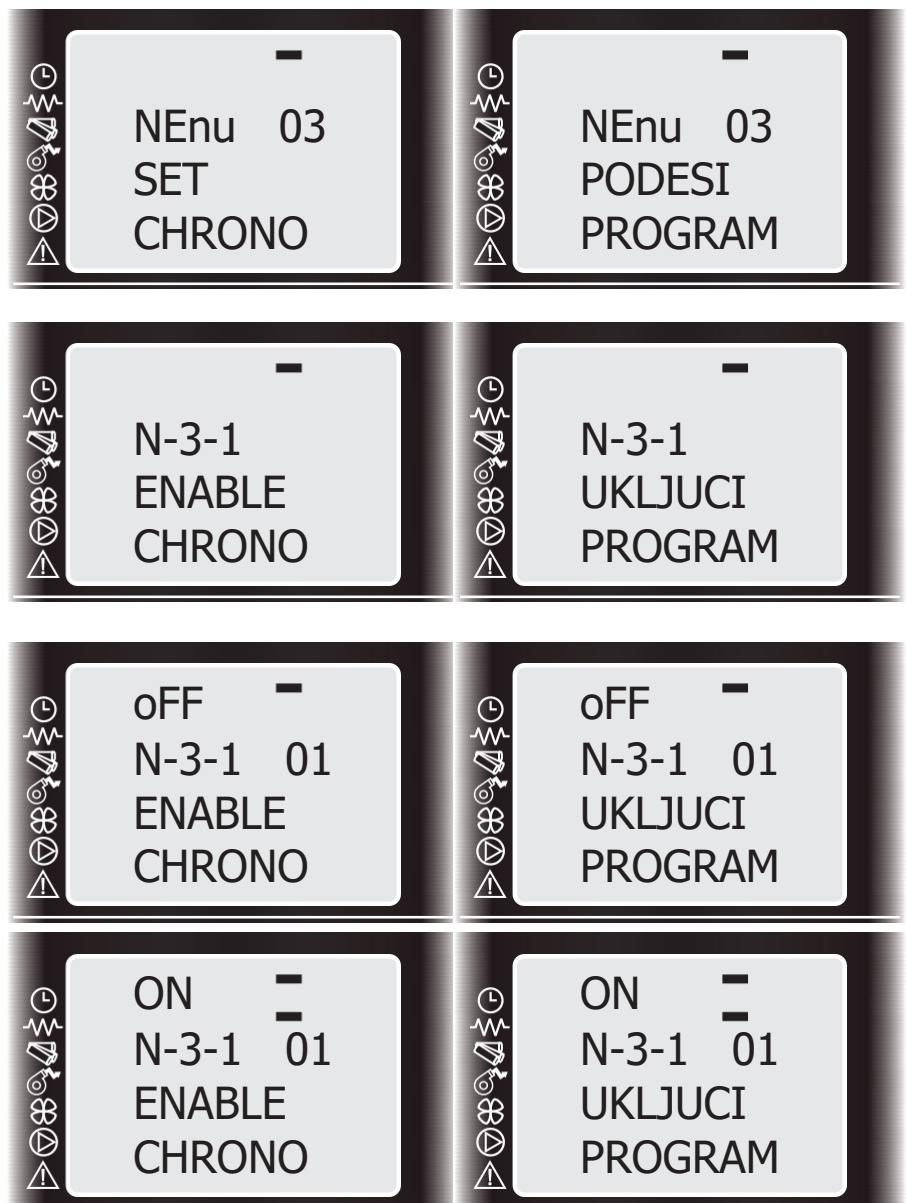 NEnu 03
SET
CHRONO
NEnu 03
PODESI
PROGRAM
N-3-1
ENABLE
CHRONO
N-3-1
UKLJUCI
PROGRAM
oFF
N-3-1 01
ENABLE
CHRONO
oFF
N-3-1 01
UKLJUCI
PROGRAM
ON
N-3-1 01
ENABLE
CHRONO
ON
N-3-1 01
UKLJUCI
PROGRAM